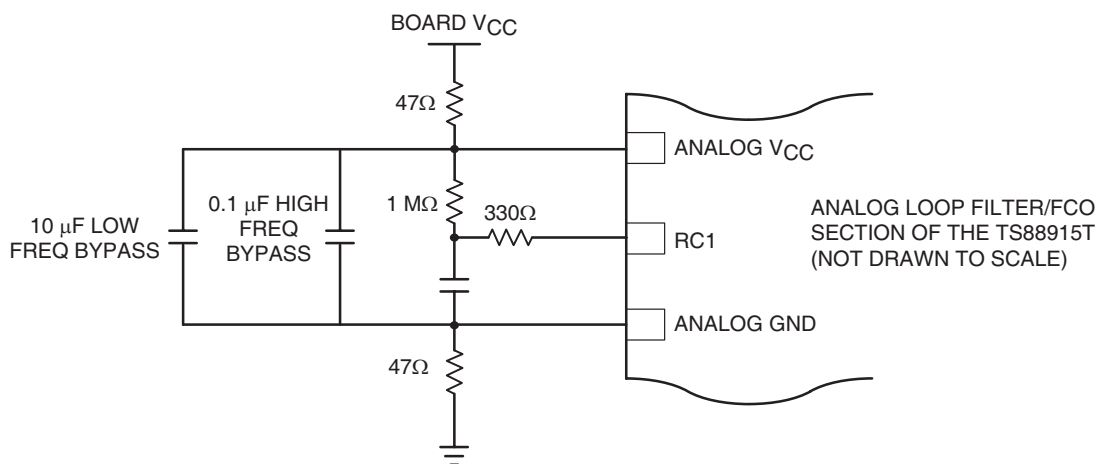 BOARD VCC
47Ω
ANALOG VCC
10 μF LOW
FREQ BYPASS
0.1 μF HIGH
FREQ
BYPASS
1 MΩ
330Ω
RC1
ANALOG LOOP FILTER/FCO
SECTION OF THE TS88915T
(NOT DRAWN TO SCALE)
ANALOG GND
47Ω